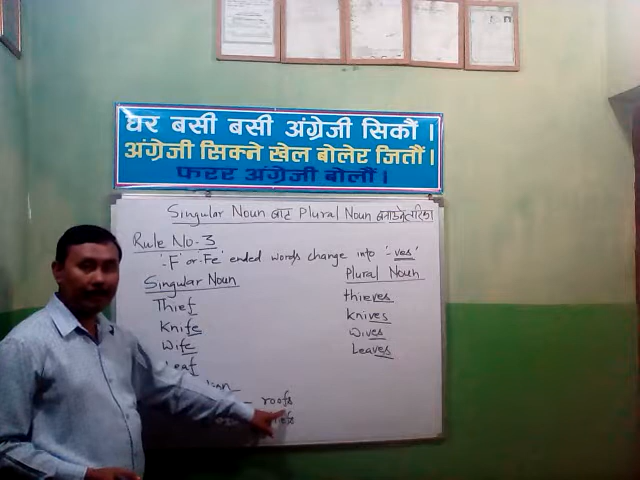 घर बसी बसी अंग्रेजी सिकौं ।
अंग्रेजी सिक्ने खेल बोलेर जितौं ।
फरर अंग्रेजी बोलौं ।
Singular Noun बाट Plural Noun बनाउने तरिका
Rule No. 3
'-F' or -Fe' ended words change into '-ves'
Singular Noun Plural Noun
Thief thieves
Knife knives
Wife wives
Leaf leaves
- roofs